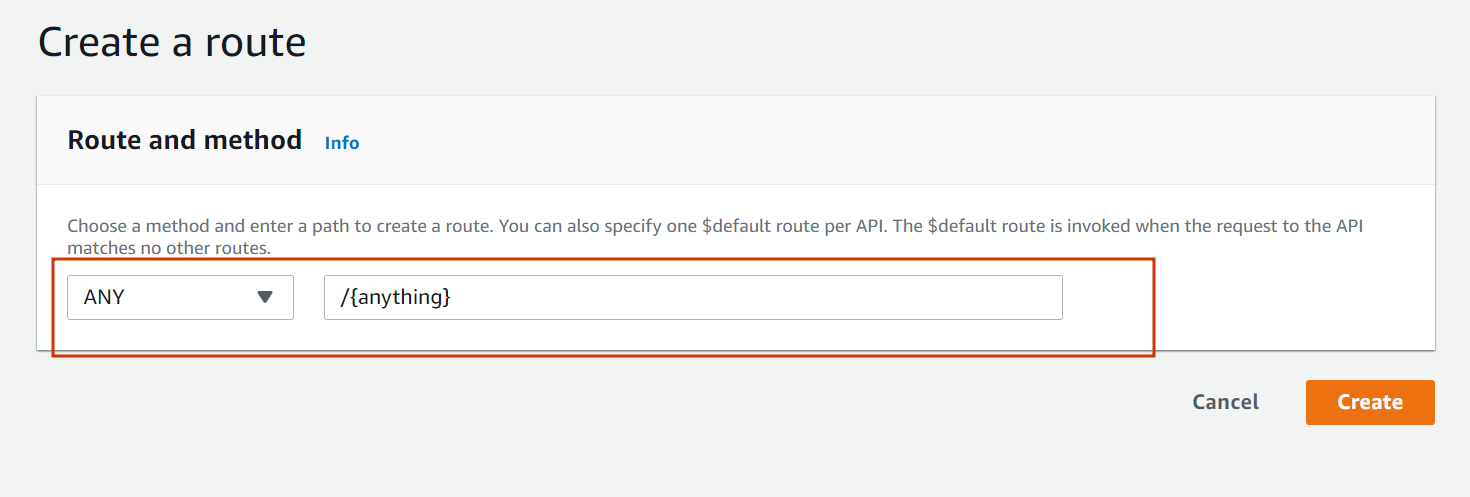 Create a route
Route and method Info
Choose a method and enter a path to create a route. You can also specify one $default route per API. The $default route is invoked when the request to the API
matches no other routes.
ANY /{anything}
Cancel Create